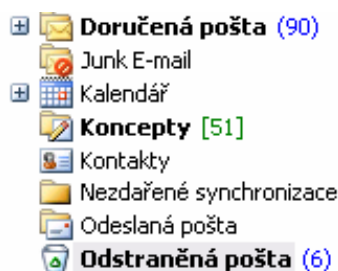 Doručená pošta (90)
Junk E-mail
Kalendář
Koncepty [51]
Kontakty
Nezdařené synchronizace
Odeslaná pošta
Odstraněná pošta (6)